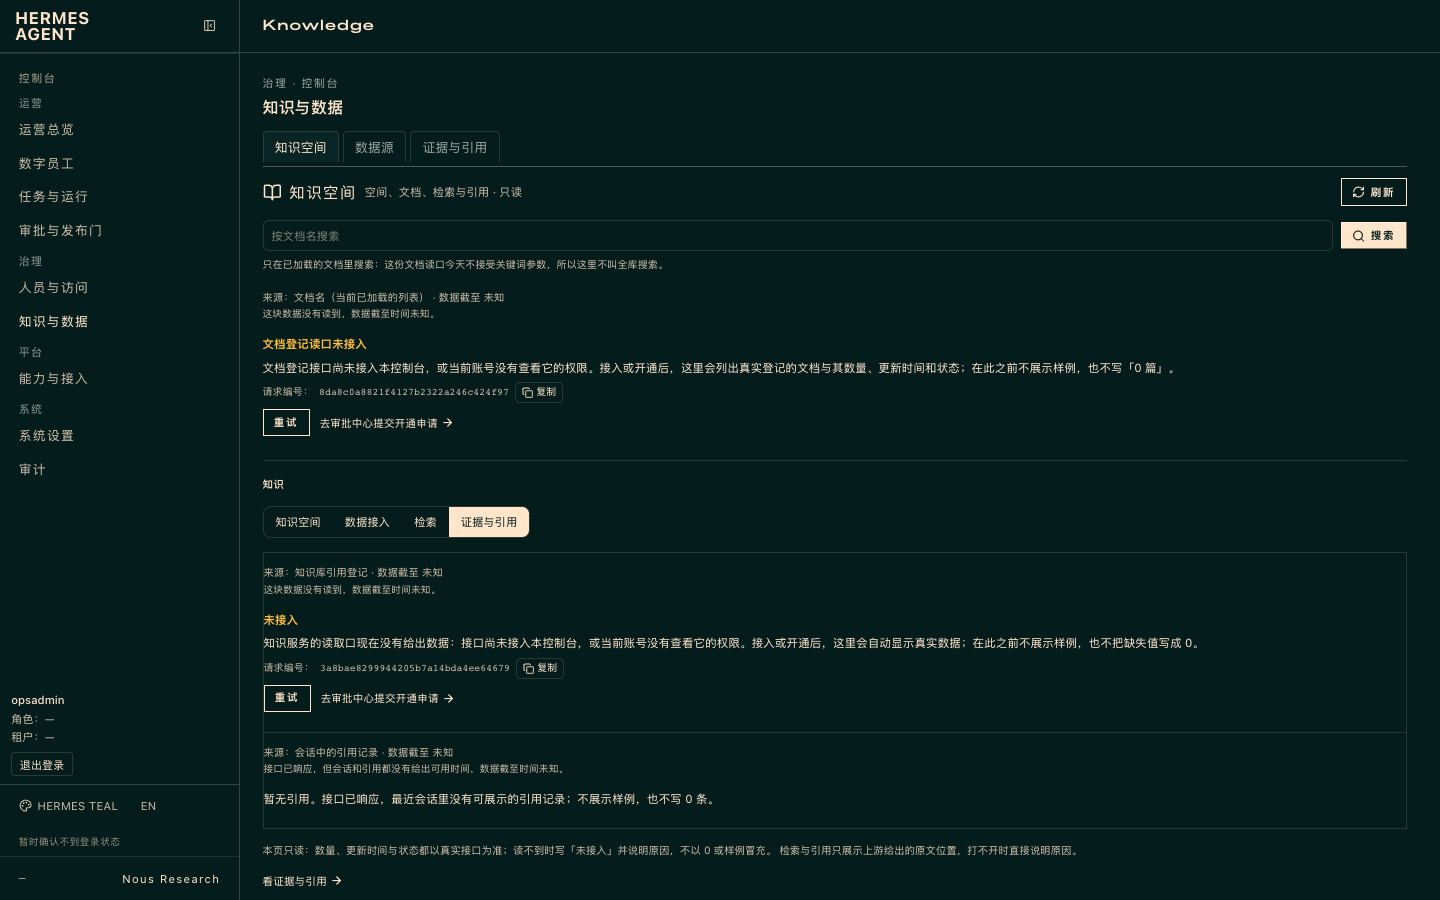 HERMES
AGENT
Knowledge
控制台
运营
运营总览
数字员工
任务与运行
审批与发布门
治理
人员与访问
知识与数据
平台
能力与接入
系统
系统设置
审计
opsadmin
角色：—
租户：—
退出登录
HERMES TEAL
EN
暂时确认不到登录状态
—
Nous Research
治理 · 控制台
知识与数据
知识空间
数据源
证据与引用
知识空间
空间、文档、检索与引用 · 只读
刷新
按文档名搜索
搜索
只在已加载的文档里搜索：这份文档读口今天不接受关键词参数，所以这里不叫全库搜索。
来源：文档名（当前已加载的列表） · 数据截至 未知
这块数据没有读到，数据截至时间未知。
文档登记读口未接入
文档登记接口尚未接入本控制台，或当前账号没有查看它的权限。接入或开通后，这里会列出真实登记的文档与其数量、更新时间和状态；在此之前不展示样例，也不写「0 篇」。
请求编号： 8da8c0a8821f4127b2322a246c424f97 复制
重试
去审批中心提交开通申请 →
知识
知识空间
数据接入
检索
证据与引用
来源：知识库引用登记 · 数据截至 未知
这块数据没有读到，数据截至时间未知。
未接入
知识服务的读取口现在没有给出数据：接口尚未接入本控制台，或当前账号没有查看它的权限。接入或开通后，这里会自动显示真实数据；在此之前不展示样例，也不把缺失值写成 0。
请求编号： 3a8bae8299944205b7a14bda4ee64679 复制
重试
去审批中心提交开通申请 →
来源：会话中的引用记录 · 数据截至 未知
接口已响应，但会话和引用都没有给出可用时间，数据截至时间未知。
暂无引用。接口已响应，最近会话里没有可展示的引用记录；不展示样例，也不写 0 条。
本页只读：数量、更新时间与状态都以真实接口为准；读不到时写「未接入」并说明原因，不以 0 或样例冒充。 检索与引用只展示上游给出的原文位置，打不开时直接说明原因。
看证据与引用 →